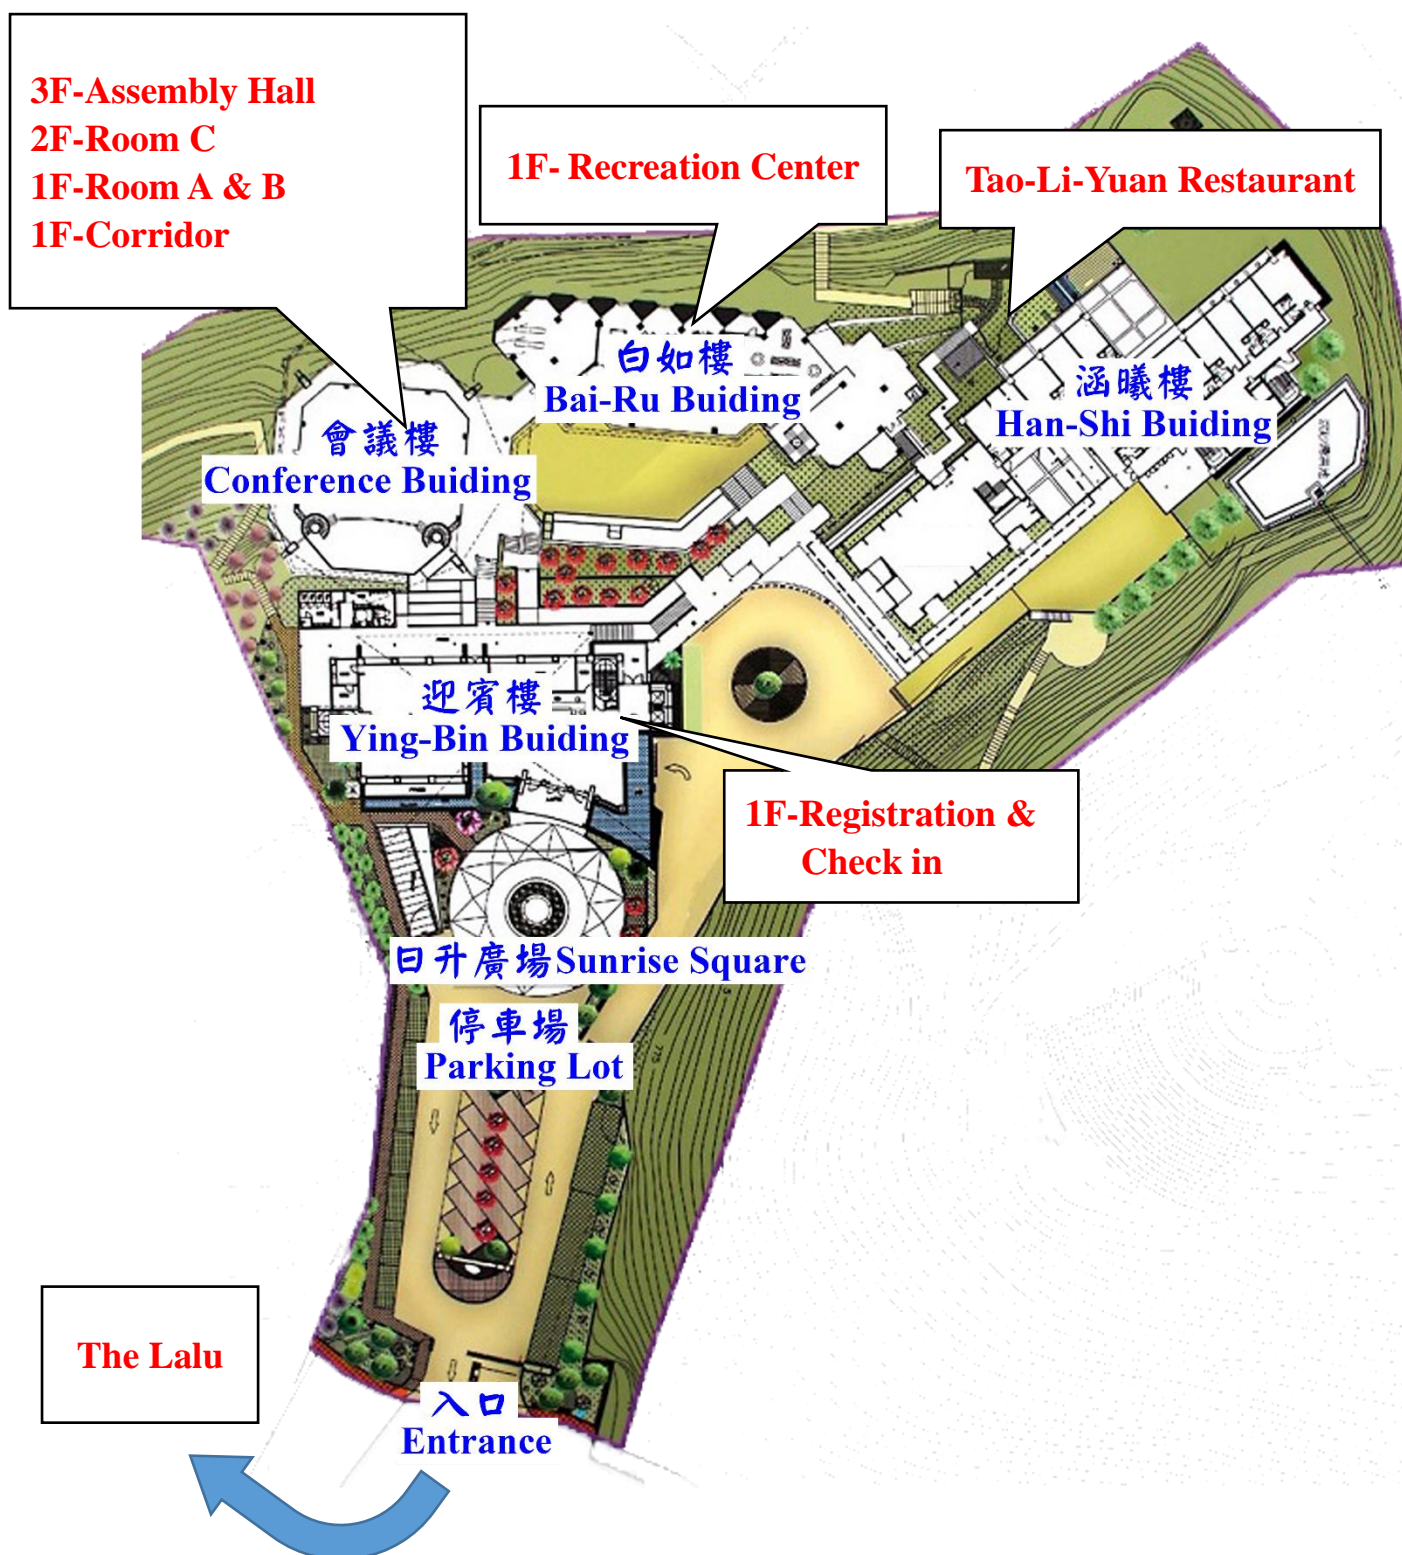 3F-Assembly Hall
2F-Room C
1F-Room A & B
1F-Corridor
1F- Recreation Center
Tao-Li-Yuan Restaurant
白如樓
Bai-Ru Buiding
涵曦樓
Han-Shi Buiding
會議樓
Conference Buiding
迎賓樓
Ying-Bin Buiding
1F-Registration &
Check in
日升廣場Sunrise Square
停車場
Parking Lot
775
The Lalu
入口
Entrance